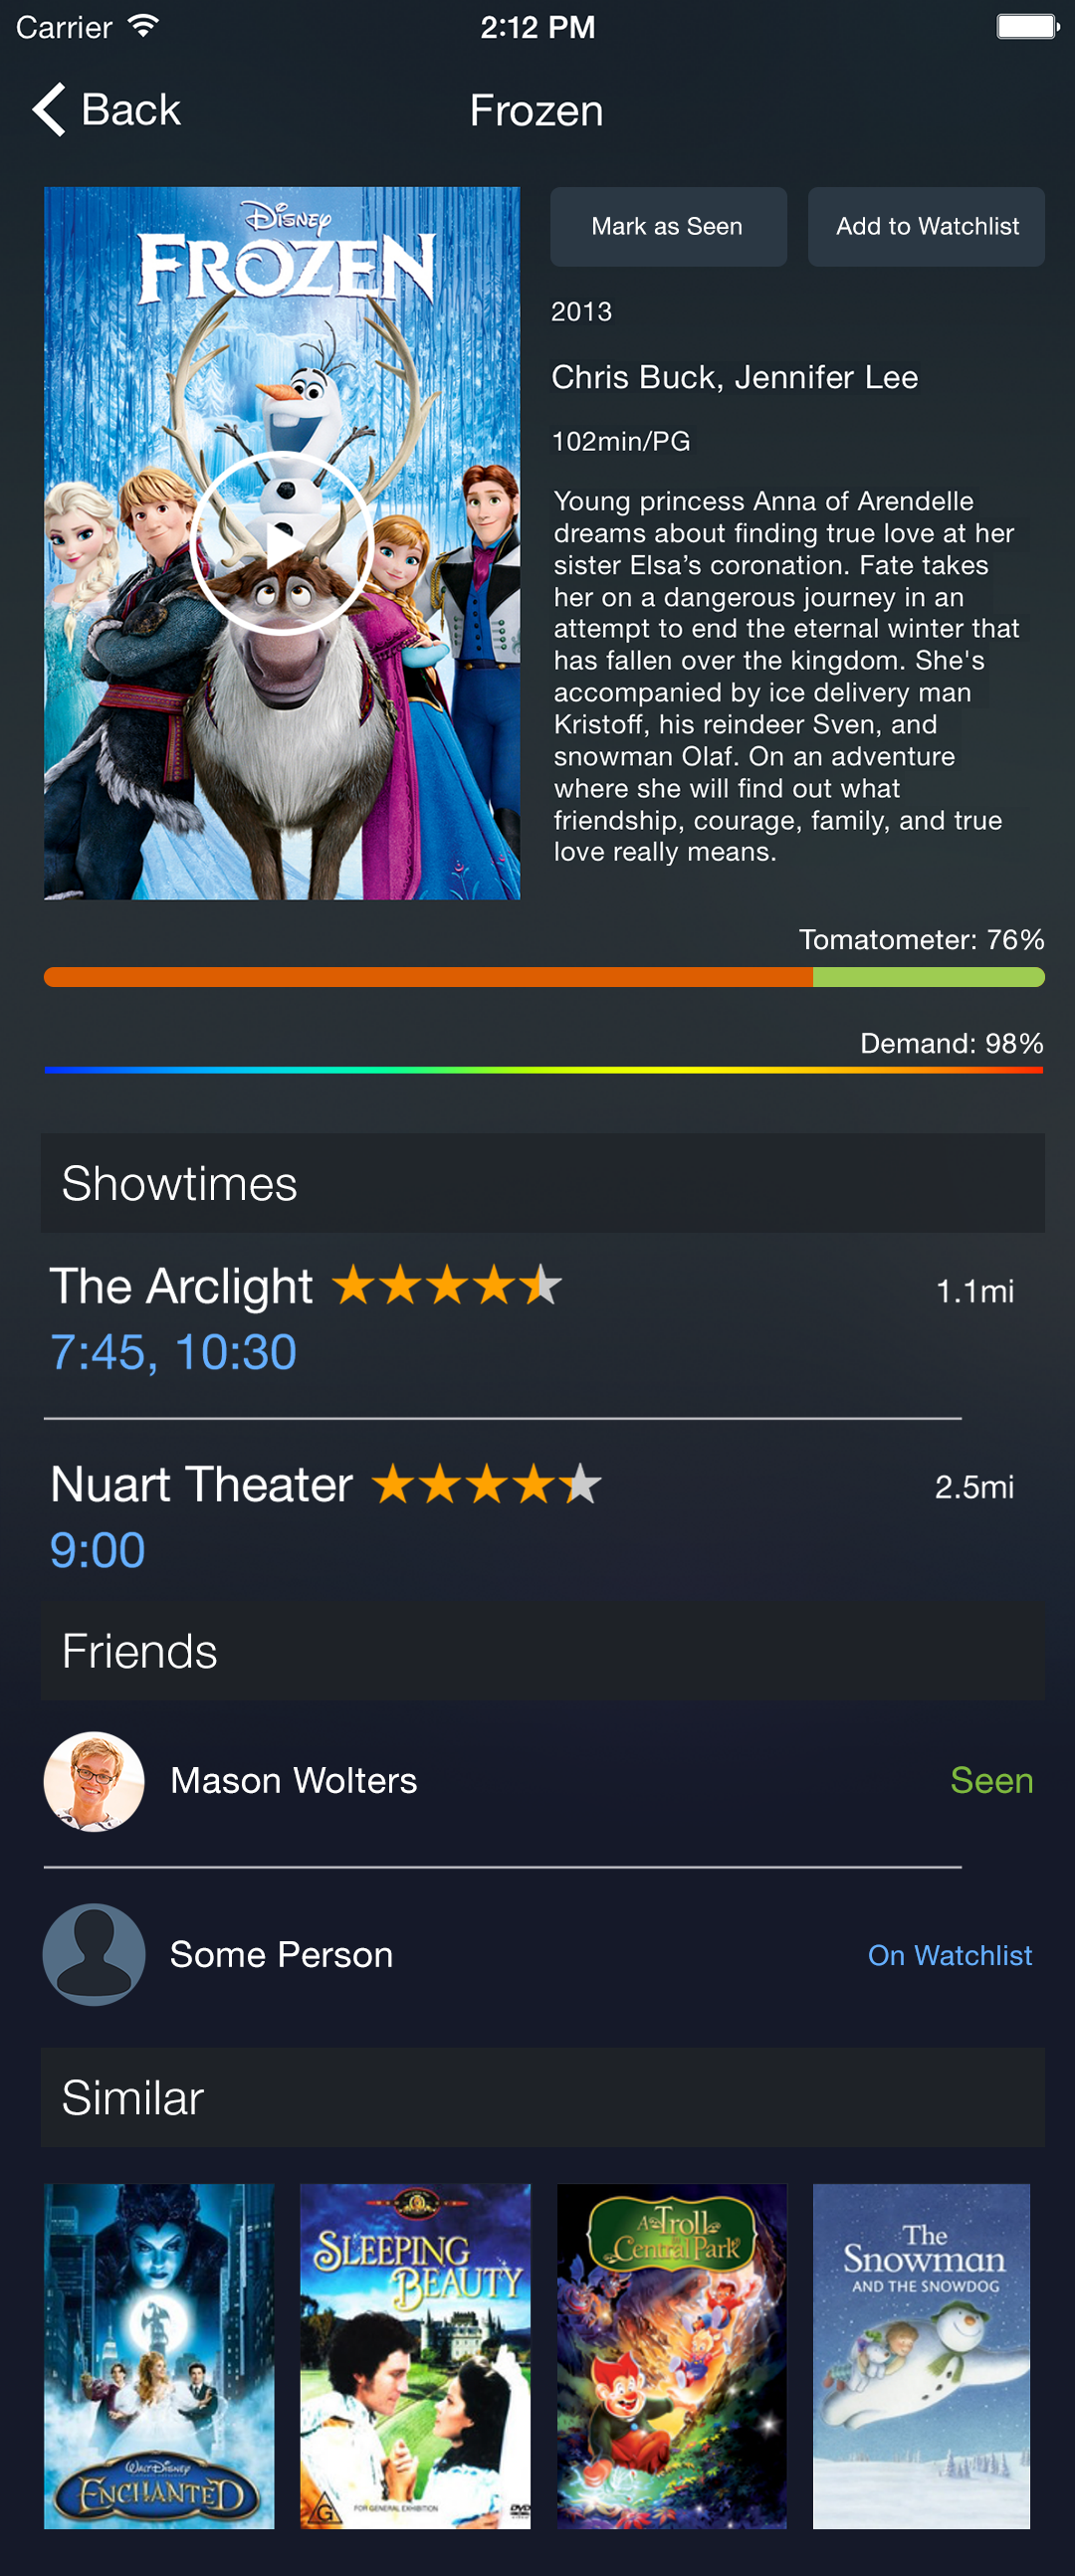 Carrier 2:12 PM
Back Frozen
DISNEY
FROZEN
Mark as Seen Add to Watchlist
2013
Chris Buck, Jennifer Lee
102min/PG
Young princess Anna of Arendelle
dreams about finding true love at her
sister Elsa’s coronation. Fate takes
her on a dangerous journey in an
attempt to end the eternal winter that
has fallen over the kingdom. She's
accompanied by ice delivery man
Kristoff, his reindeer Sven, and
snowman Olaf. On an adventure
where she will find out what
friendship, courage, family, and true
love really means.
Tomatometer: 76%
Demand: 98%
Showtimes
The Arclight 1.1mi
7:45, 10:30
Nuart Theater 2.5mi
9:00
Friends
Mason Wolters Seen
Some Person On Watchlist
Similar
WALT DISNEY
ENCHANTED
SLEEPING
BEAUTY
G FOR GENERAL EXHIBITION DVD
A Troll
in
Central Park
The
Snowman
AND THE SNOWDOG